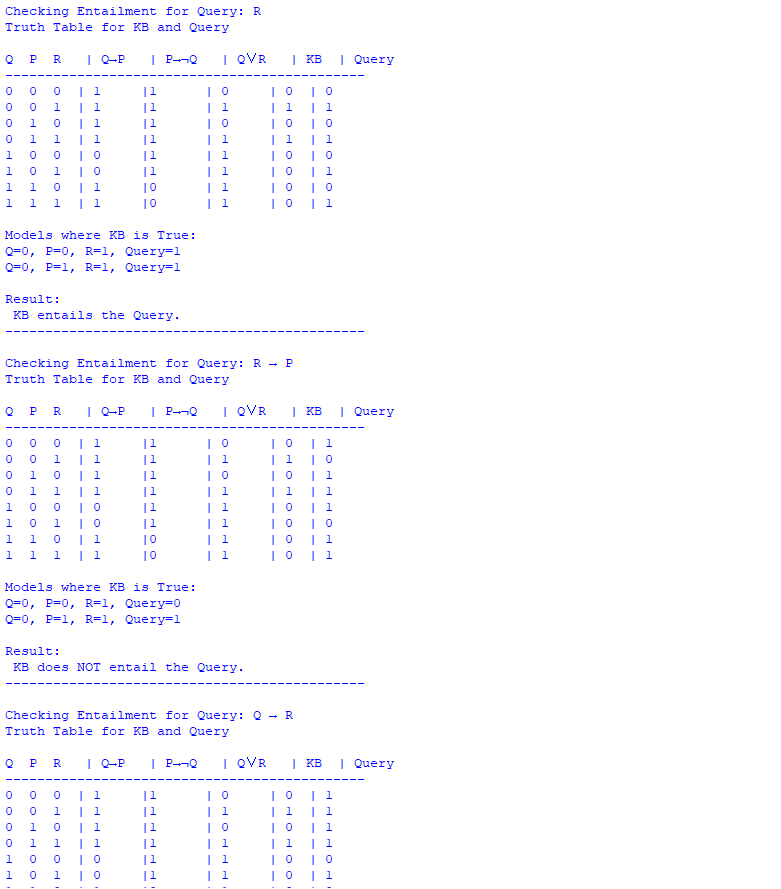 Checking Entailment for Query: R
Truth Table for KB and Query
Q  P  R   | Q→P   | P→¬Q   | Q∨R   | KB  | Query
---------------------------------------------
0  0  0  | 1     |1      | 0     | 0  | 0
0  0  1  | 1     |1      | 1     | 1  | 1
0  1  0  | 1     |1      | 0     | 0  | 0
0  1  1  | 1     |1      | 1     | 1  | 1
1  0  0  | 0     |1      | 1     | 0  | 0
1  0  1  | 0     |1      | 1     | 0  | 1
1  1  0  | 1     |0      | 1     | 0  | 0
1  1  1  | 1     |0      | 1     | 0  | 1
Models where KB is True:
Q=0, P=0, R=1, Query=1
Q=0, P=1, R=1, Query=1
Result:
 KB entails the Query.
---------------------------------------------
Checking Entailment for Query: R → P
Truth Table for KB and Query
Q  P  R   | Q→P   | P→¬Q   | Q∨R   | KB  | Query
---------------------------------------------
0  0  0  | 1     |1      | 0     | 0  | 1
0  0  1  | 1     |1      | 1     | 1  | 0
0  1  0  | 1     |1      | 0     | 0  | 1
0  1  1  | 1     |1      | 1     | 1  | 1
1  0  0  | 0     |1      | 1     | 0  | 1
1  0  1  | 0     |1      | 1     | 0  | 0
1  1  0  | 1     |0      | 1     | 0  | 1
1  1  1  | 1     |0      | 1     | 0  | 1
Models where KB is True:
Q=0, P=0, R=1, Query=0
Q=0, P=1, R=1, Query=1
Result:
 KB does NOT entail the Query.
---------------------------------------------
Checking Entailment for Query: Q → R
Truth Table for KB and Query
Q  P  R   | Q→P   | P→¬Q   | Q∨R   | KB  | Query
---------------------------------------------
0  0  0  | 1     |1      | 0     | 0  | 1
0  0  1  | 1     |1      | 1     | 1  | 1
0  1  0  | 1     |1      | 0     | 0  | 1
0  1  1  | 1     |1      | 1     | 1  | 1
1  0  0  | 0     |1      | 1     | 0  | 0
1  0  1  | 0     |1      | 1     | 0  | 1